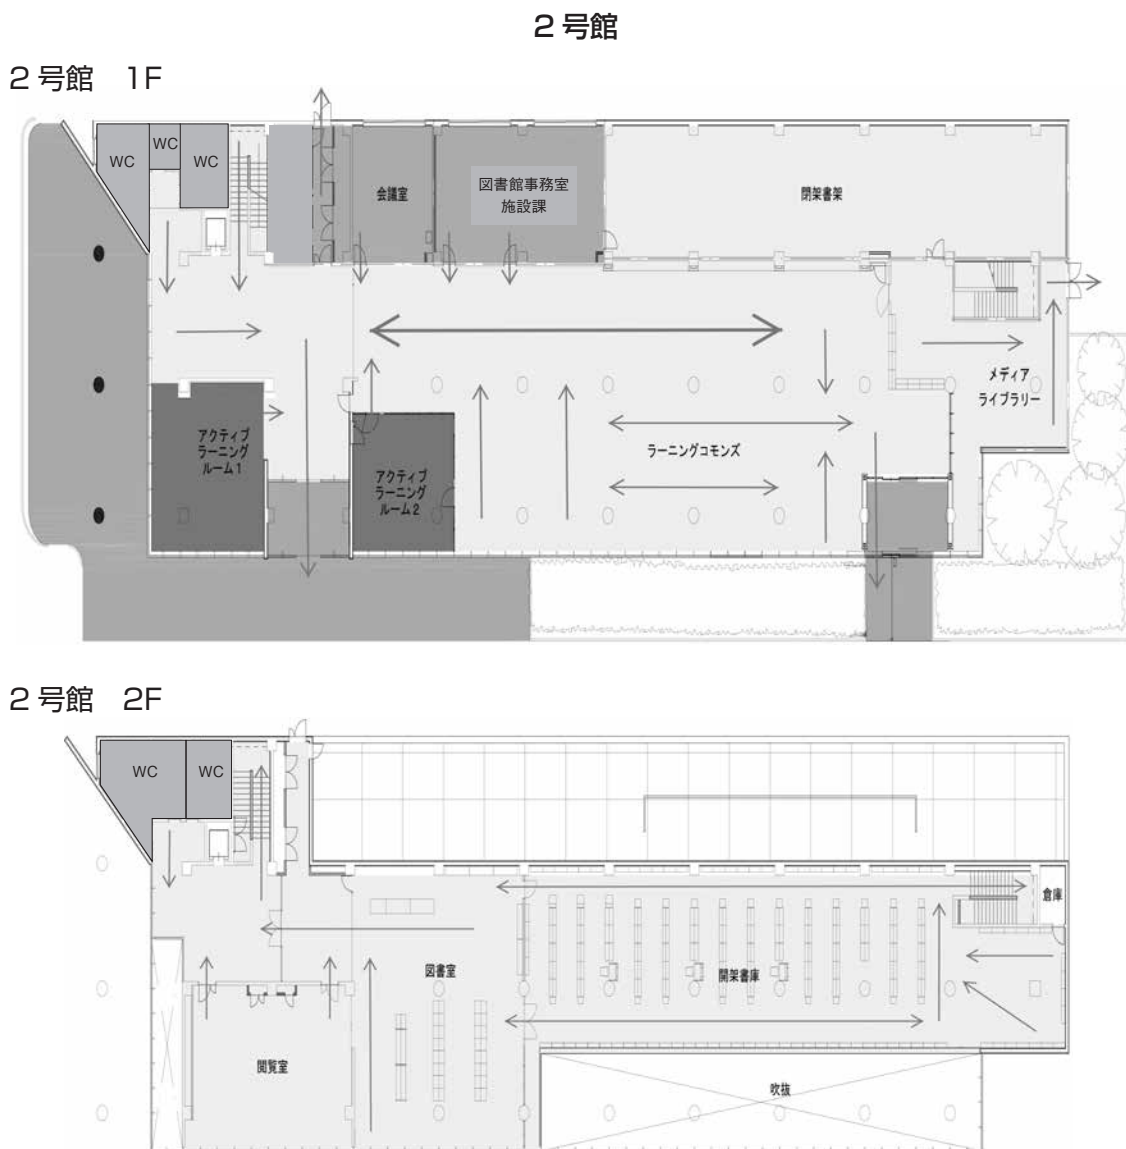 2号館
2号館　1F
WC
WC
WC
会議室
図書館事務室
施設課
閉架書架
メディア
ライブラリー
アクティブ
ラーニング
ルーム1
アクティブ
ラーニング
ルーム2
ラーニングコモンズ
2号館　2F
WC
WC
倉庫
図書室
開架書庫
閲覧室
吹抜